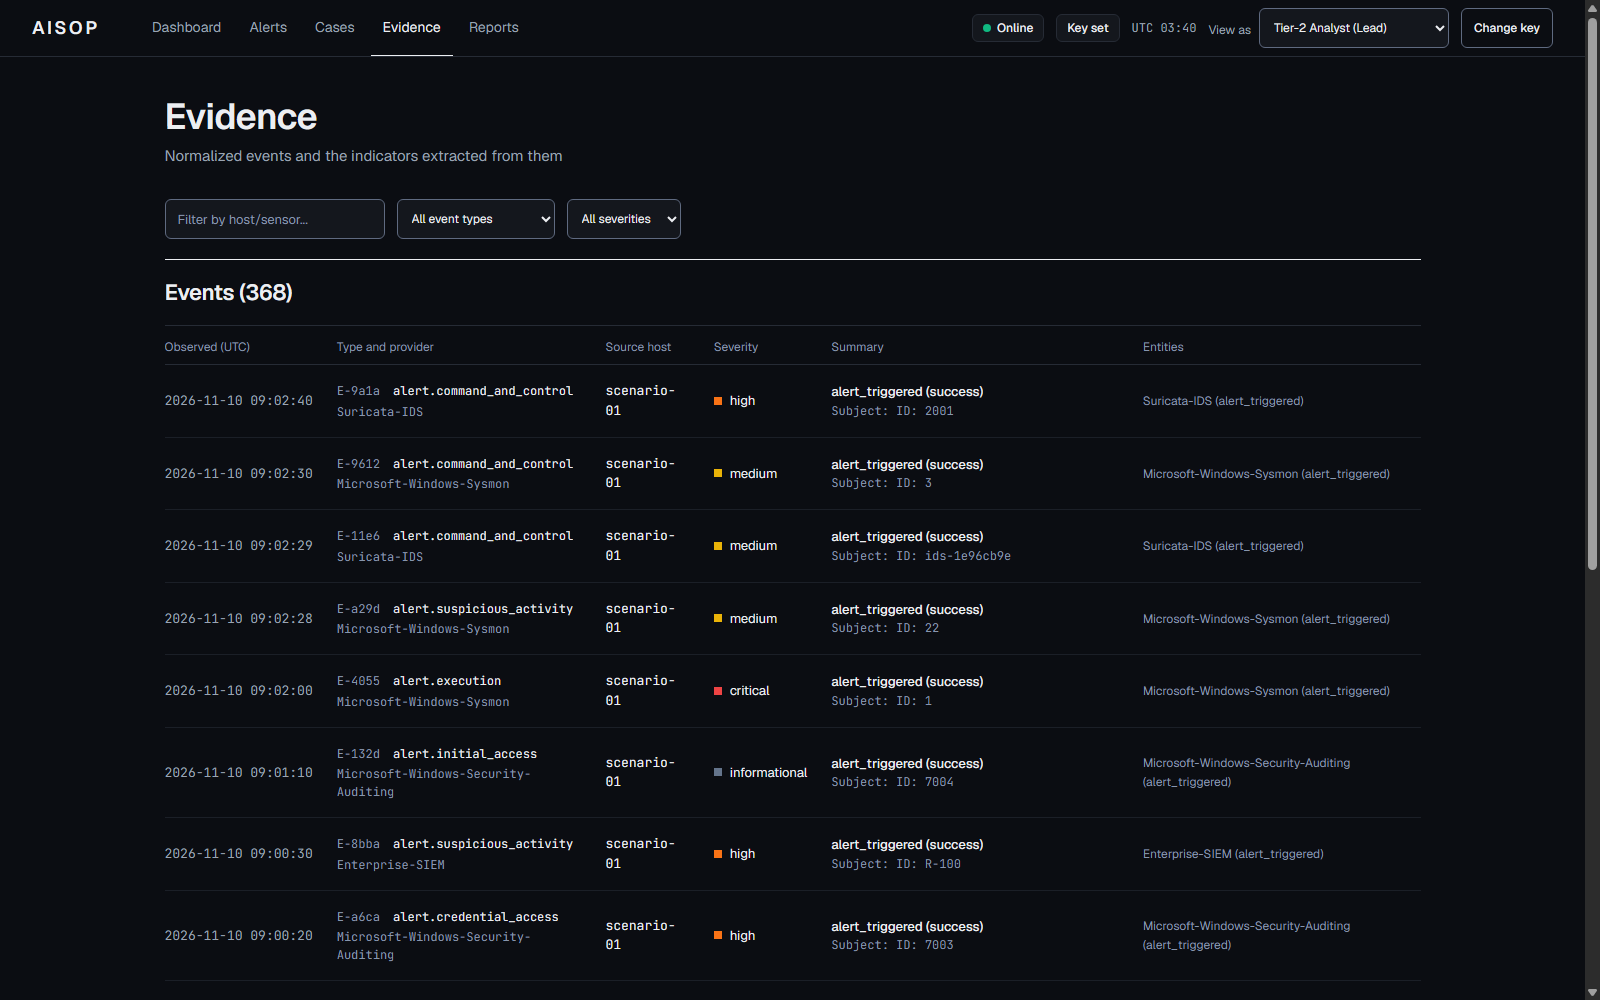 AISOP Dashboard Alerts Cases Evidence Reports Online Key set UTC 03:40 View as Tier-2 Analyst (Lead) Change key
Evidence
Normalized events and the indicators extracted from them
Filter by host/sensor... All event types All severities
Events (368)
Observed (UTC) Type and provider Source host Severity Summary Entities
2026-11-10 09:02:40 E-9a1a alert.command_and_control Suricata-IDS scenario-01 high alert_triggered (success) Subject: ID: 2001 Suricata-IDS (alert_triggered)
2026-11-10 09:02:30 E-9612 alert.command_and_control Microsoft-Windows-Sysmon scenario-01 medium alert_triggered (success) Subject: ID: 3 Microsoft-Windows-Sysmon (alert_triggered)
2026-11-10 09:02:29 E-11e6 alert.command_and_control Suricata-IDS scenario-01 medium alert_triggered (success) Subject: ID: ids-1e96cb9e Suricata-IDS (alert_triggered)
2026-11-10 09:02:28 E-a29d alert.suspicious_activity Microsoft-Windows-Sysmon scenario-01 medium alert_triggered (success) Subject: ID: 22 Microsoft-Windows-Sysmon (alert_triggered)
2026-11-10 09:02:00 E-4055 alert.execution Microsoft-Windows-Sysmon scenario-01 critical alert_triggered (success) Subject: ID: 1 Microsoft-Windows-Sysmon (alert_triggered)
2026-11-10 09:01:10 E-132d alert.initial_access Microsoft-Windows-Security-Auditing scenario-01 informational alert_triggered (success) Subject: ID: 7004 Microsoft-Windows-Security-Auditing (alert_triggered)
2026-11-10 09:00:30 E-8bba alert.suspicious_activity Enterprise-SIEM scenario-01 high alert_triggered (success) Subject: ID: R-100 Enterprise-SIEM (alert_triggered)
2026-11-10 09:00:20 E-a6ca alert.credential_access Microsoft-Windows-Security-Auditing scenario-01 high alert_triggered (success) Subject: ID: 7003 Microsoft-Windows-Security-Auditing (alert_triggered)